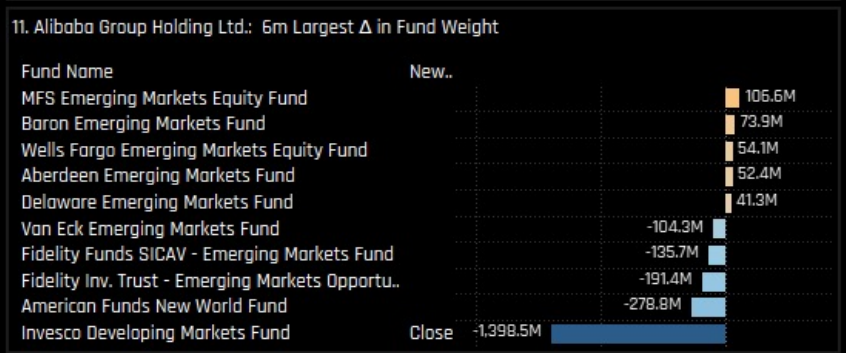 11. Alibaba Group Holding Ltd.: 6m Largest Δ in Fund Weight
Fund Name New..
MFS Emerging Markets Equity Fund 106.6M
Baron Emerging Markets Fund 73.9M
Wells Fargo Emerging Markets Equity Fund 54.1M
Aberdeen Emerging Markets Fund 52.4M
Delaware Emerging Markets Fund 41.3M
Van Eck Emerging Markets Fund -104.3M
Fidelity Funds SICAV - Emerging Markets Fund -135.7M
Fidelity Inv. Trust - Emerging Markets Opportu.. -191.4M
American Funds New World Fund -278.8M
Invesco Developing Markets Fund Close -1,398.5M